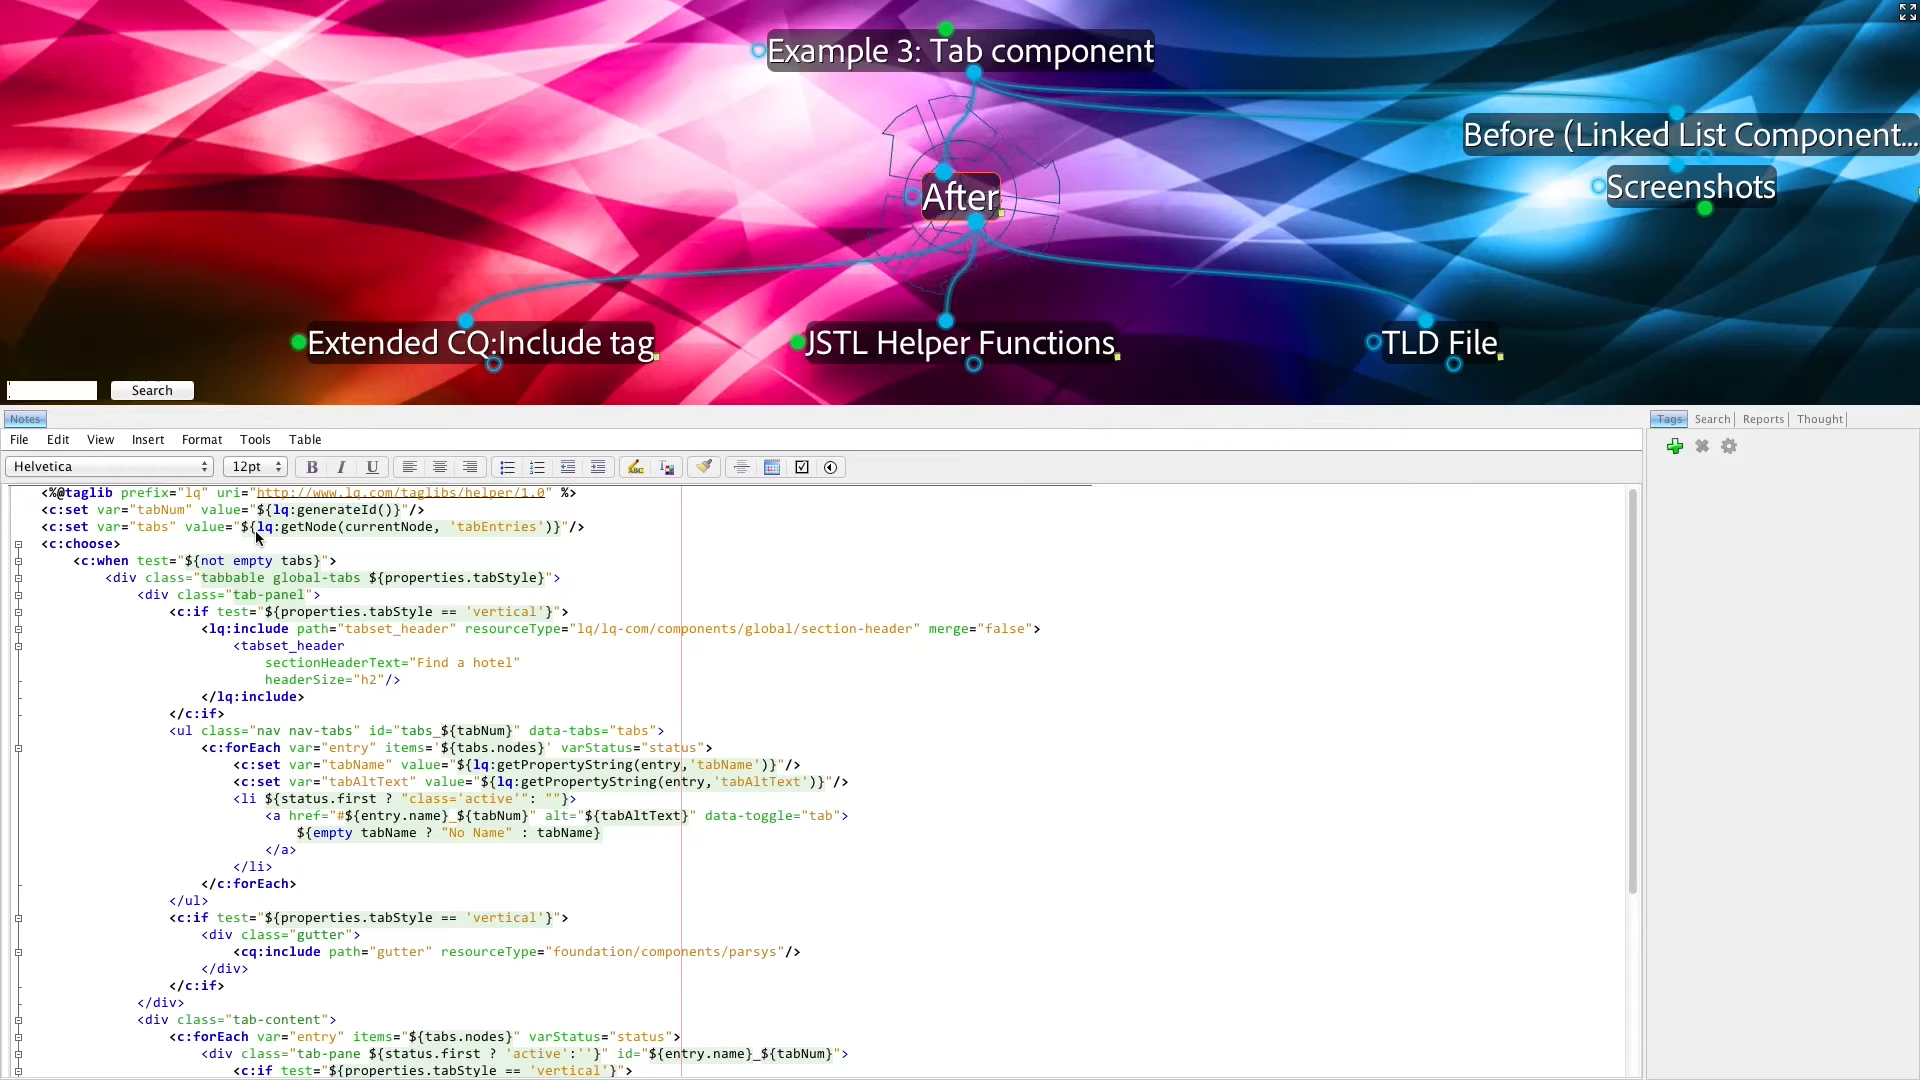 Example 3: Tab component
Before (Linked List Component...
Screenshots
After
Extended CQ:Include tag
JSTL Helper Functions
TLD File
Search
Notes
Tags Search Reports Thought
File Edit View Insert Format Tools Table
Helvetica 12pt B I U ABC
<%@taglib prefix="lq" uri="http://www.lq.com/taglibs/helper/1.0" %>
<c:set var="tabNum" value="${lq:generateId()}"/>
<c:set var="tabs" value="${lq:getNode(currentNode, 'tabEntries')}"/>
<c:choose>
<c:when test="${not empty tabs}">
<div class="tabbable global-tabs ${properties.tabStyle}">
<div class="tab-panel">
<c:if test="${properties.tabStyle == 'vertical'}">
<lq:include path="tabset_header" resourceType="lq/lq-com/components/global/section-header" merge="false">
<tabset_header
sectionHeaderText="Find a hotel"
headerSize="h2"/>
</lq:include>
</c:if>
<ul class="nav nav-tabs" id="tabs_${tabNum}" data-tabs="tabs">
<c:forEach var="entry" items='${tabs.nodes}' varStatus="status">
<c:set var="tabName" value="${lq:getPropertyString(entry,'tabName')}"/>
<c:set var="tabAltText" value="${lq:getPropertyString(entry,'tabAltText')}"/>
<li ${status.first ? "class='active'": ""}>
<a href="#${entry.name}_${tabNum}" alt="${tabAltText}" data-toggle="tab">
${empty tabName ? "No Name" : tabName}
</a>
</li>
</c:forEach>
</ul>
<c:if test="${properties.tabStyle == 'vertical'}">
<div class="gutter">
<cq:include path="gutter" resourceType="foundation/components/parsys"/>
</div>
</c:if>
</div>
<div class="tab-content">
<c:forEach var="entry" items="${tabs.nodes}" varStatus="status">
<div class="tab-pane ${status.first ? 'active':''}" id="${entry.name}_${tabNum}">
<c:if test="${properties.tabStyle == 'vertical'}">